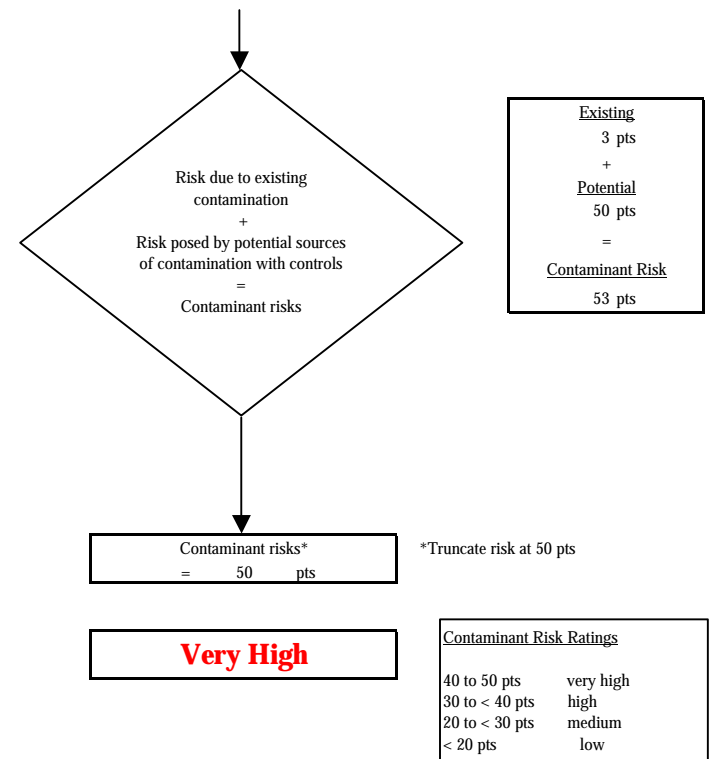 Risk due to existing
contamination
+
Risk posed by potential sources
of contamination with controls
=
Contaminant risks
Existing
3 pts
+
Potential
50 pts
=
Contaminant Risk
53 pts
Contaminant risks*
= 50 pts
*Truncate risk at 50 pts
Very High
Contaminant Risk Ratings
40 to 50 pts very high
30 to < 40 pts high
20 to < 30 pts medium
< 20 pts low